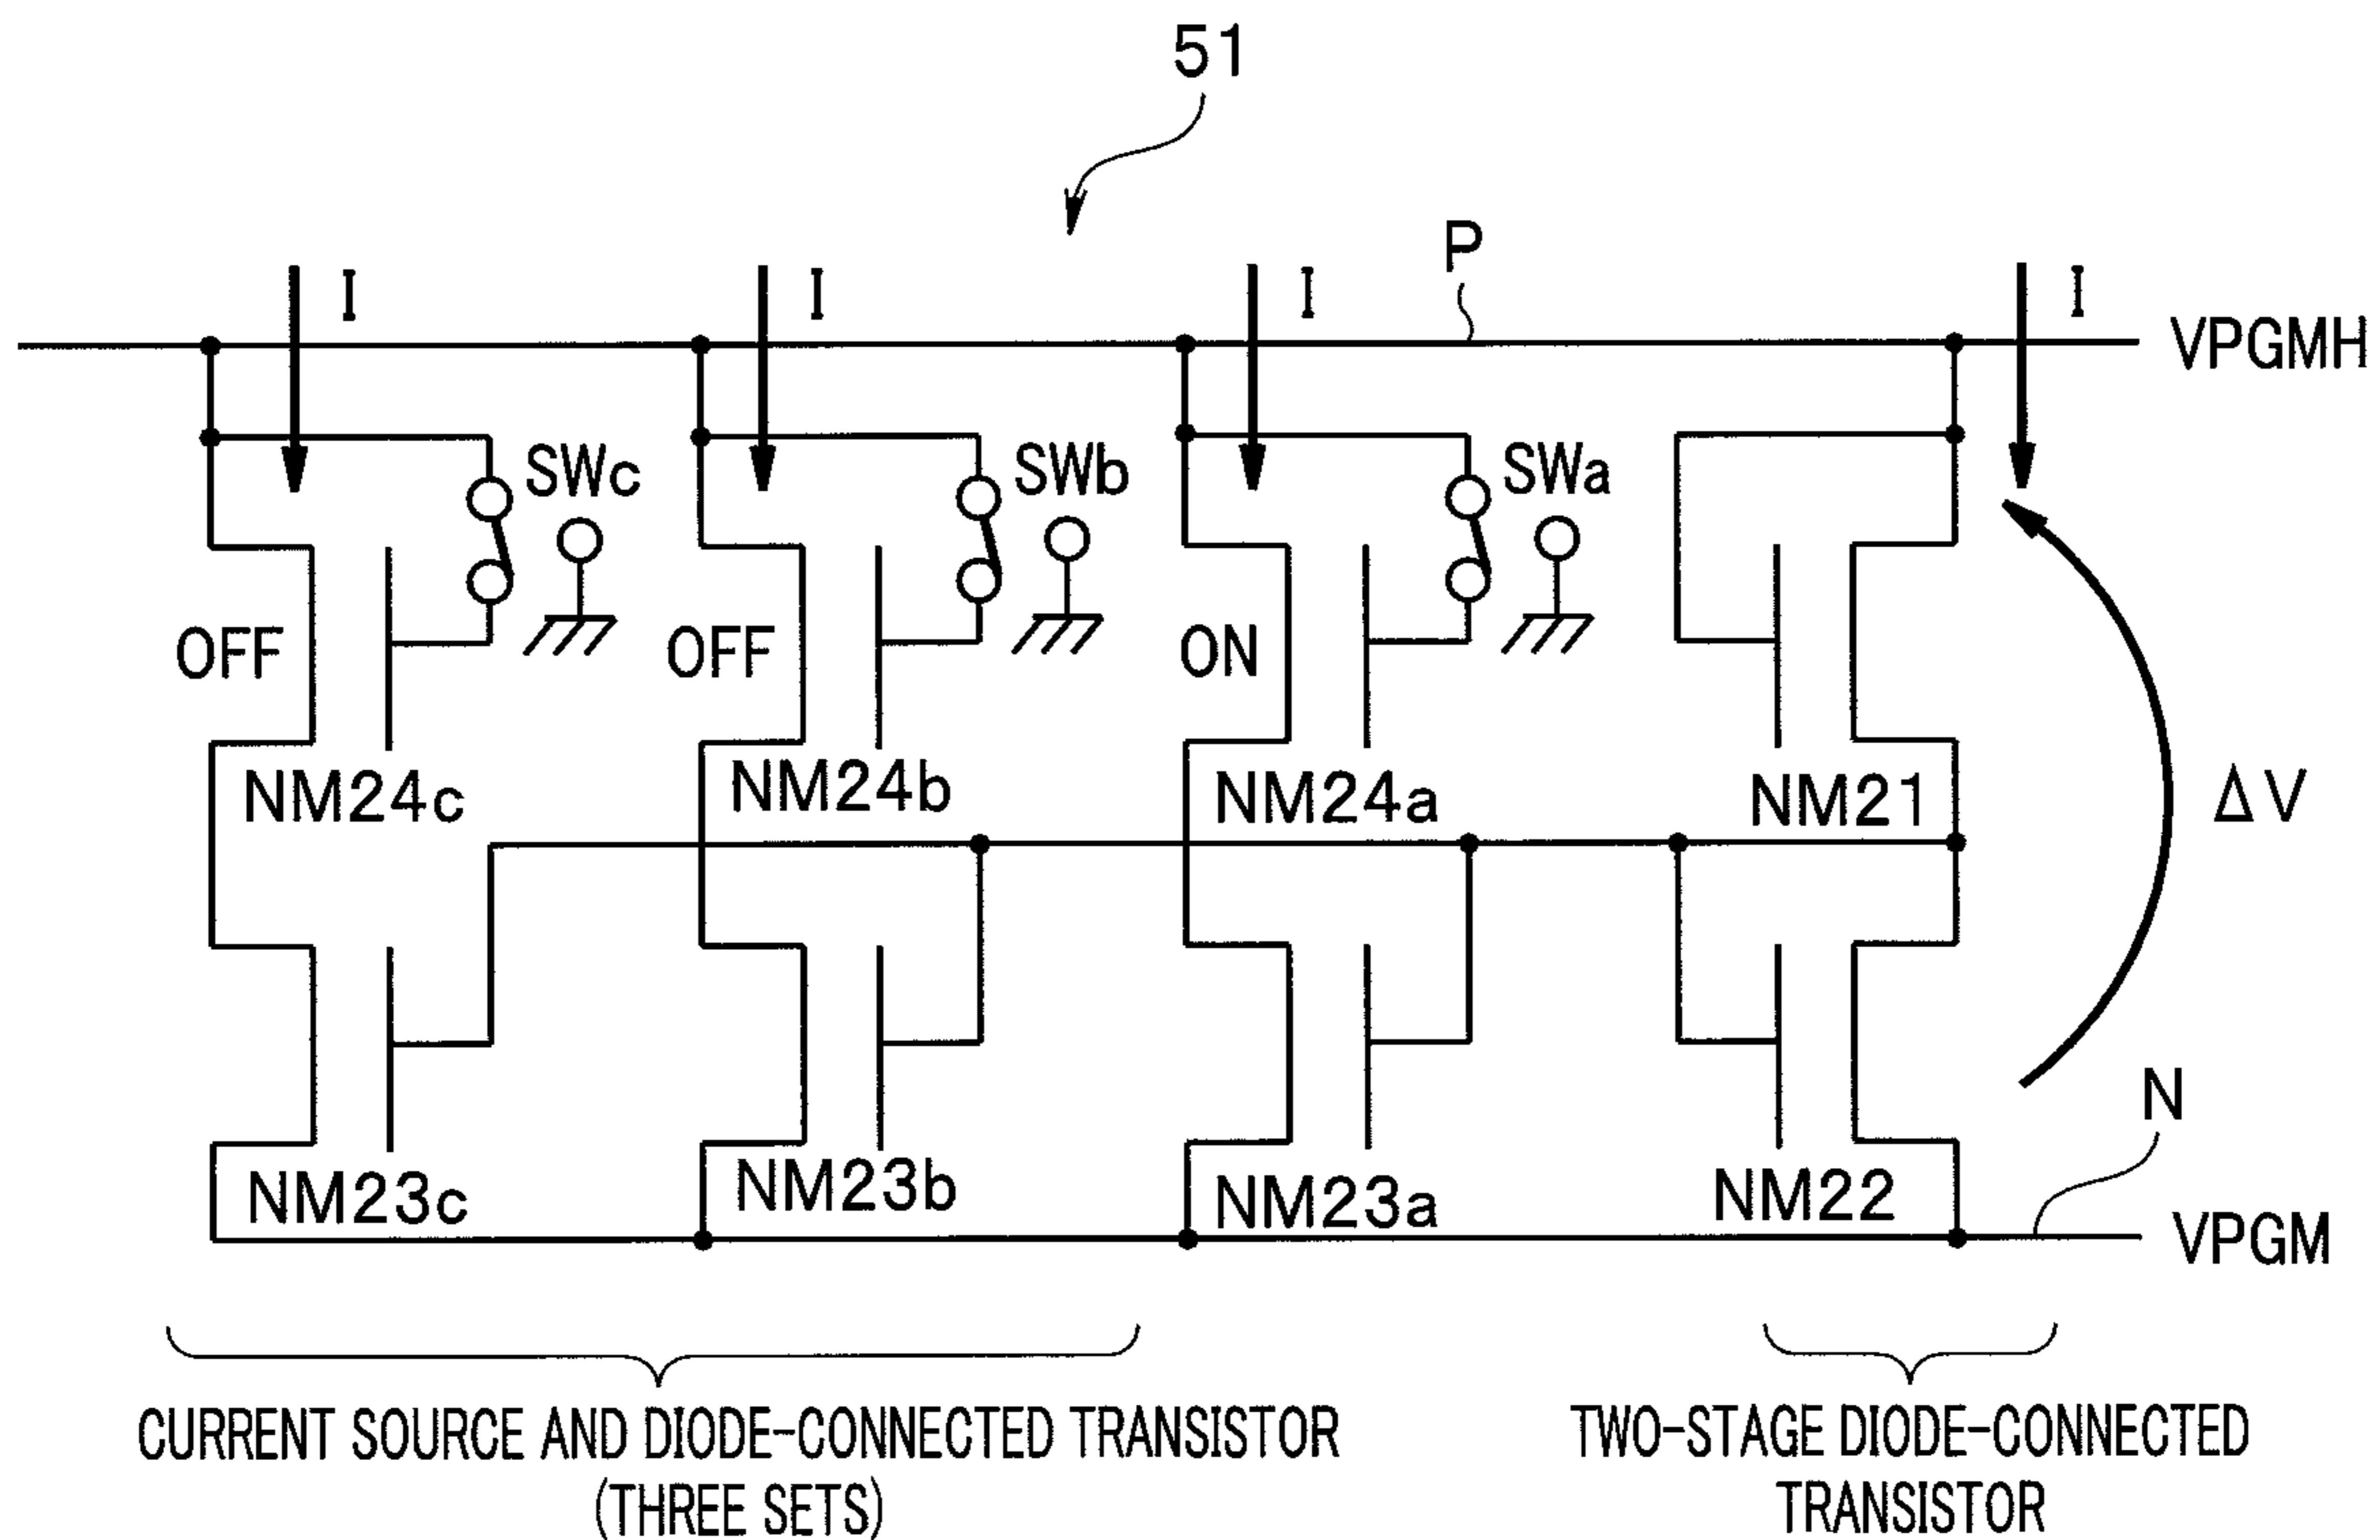 51
P
I I I I
VPGMH
SWc SWb SWa
OFF OFF ON
NM24c NM24b NM24a NM21
ΔV
N
NM23c NM23b NM23a NM22
VPGM
CURRENT SOURCE AND DIODE-CONNECTED TRANSISTOR
(THREE SETS)
TWO-STAGE DIODE-CONNECTED
TRANSISTOR